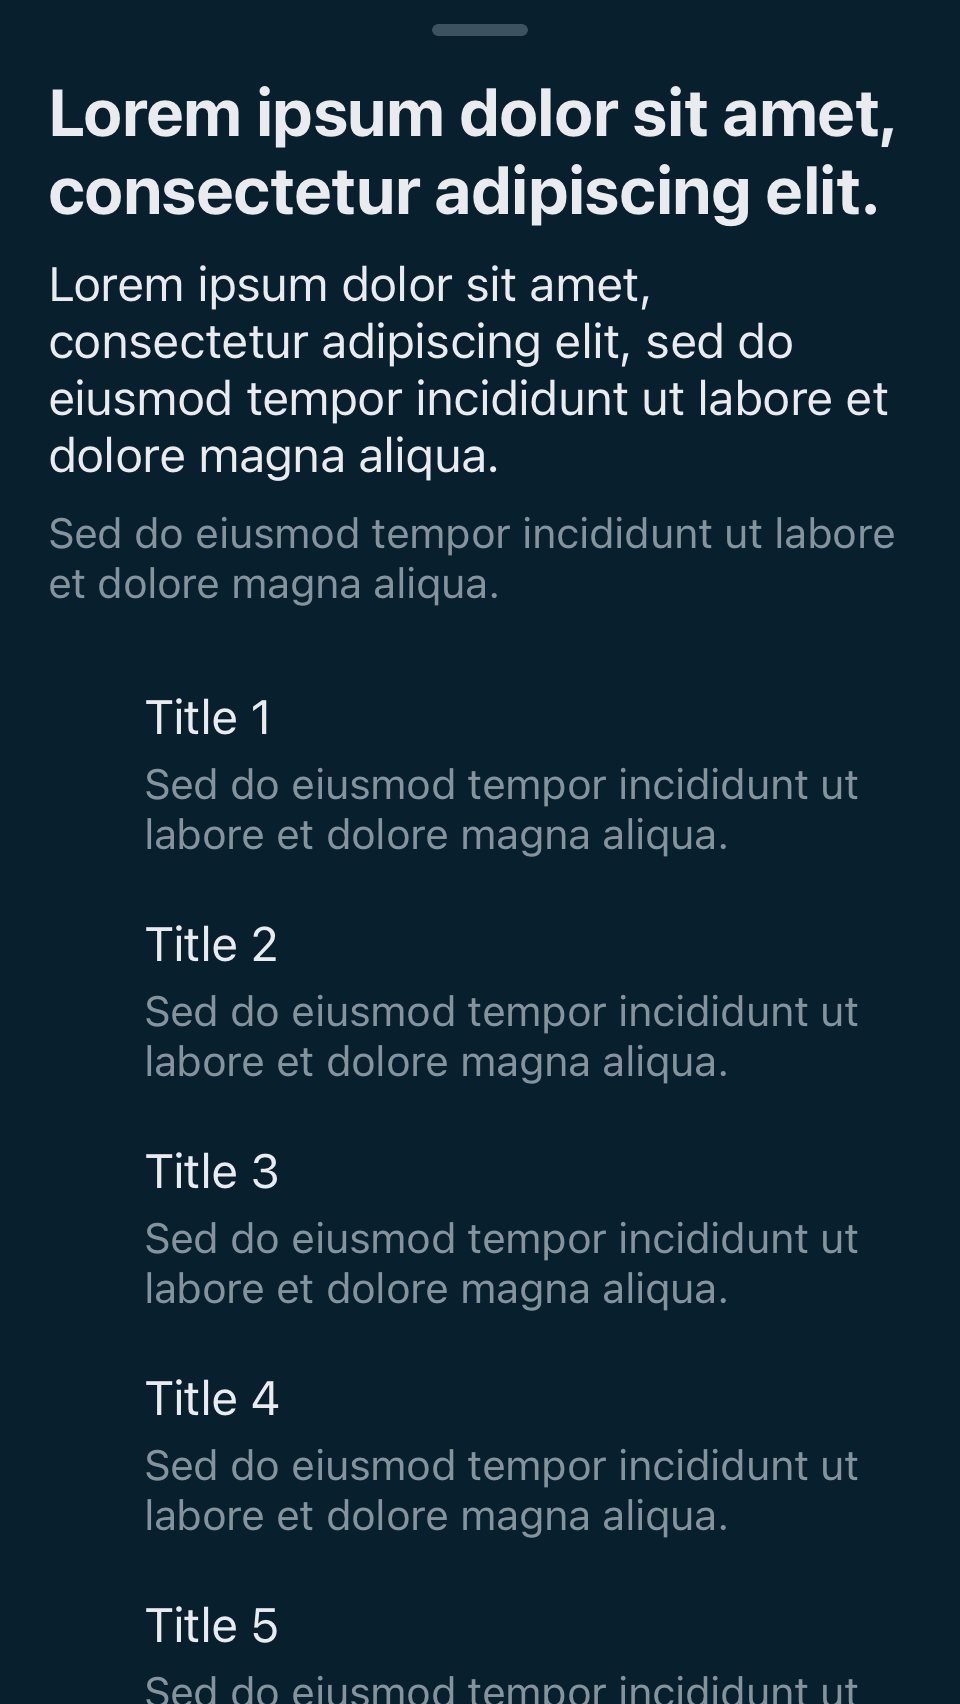 Lorem ipsum dolor sit amet,
consectetur adipiscing elit.
Lorem ipsum dolor sit amet,
consectetur adipiscing elit, sed do
eiusmod tempor incididunt ut labore et
dolore magna aliqua.
Sed do eiusmod tempor incididunt ut labore
et dolore magna aliqua.
Title 1
Sed do eiusmod tempor incididunt ut
labore et dolore magna aliqua.
Title 2
Sed do eiusmod tempor incididunt ut
labore et dolore magna aliqua.
Title 3
Sed do eiusmod tempor incididunt ut
labore et dolore magna aliqua.
Title 4
Sed do eiusmod tempor incididunt ut
labore et dolore magna aliqua.
Title 5
Sed do eiusmod tempor incididunt ut